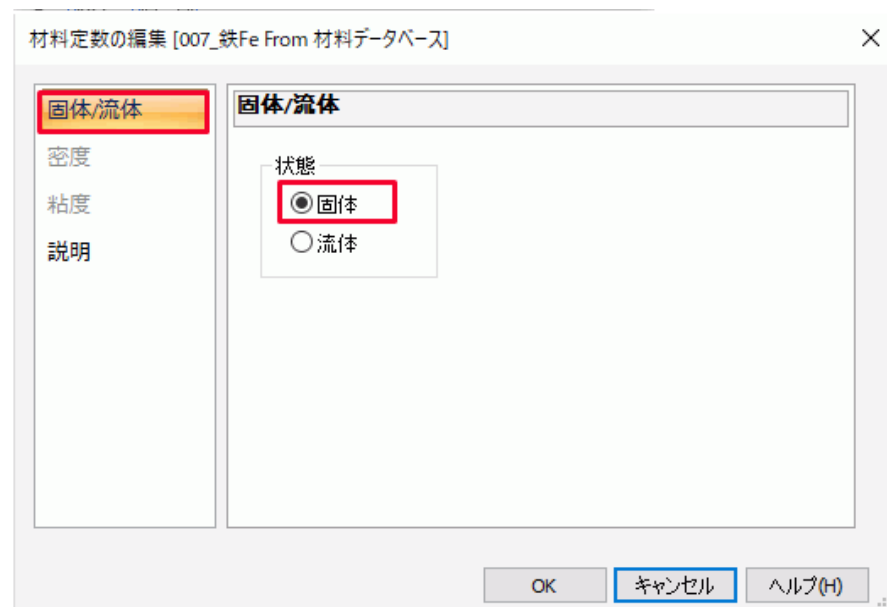 材料定数の編集 [007_鉄Fe From 材料データベース]
固体/流体
密度
粘度
説明
固体/流体
状態
固体
流体
OK
キャンセル
ヘルプ(H)